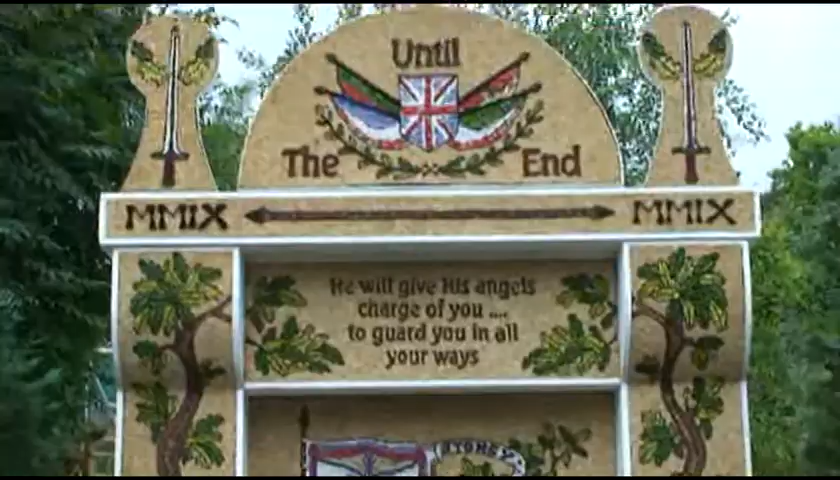 Until
The End
MMIX MMIX
He will give His angels
charge of you ....
to guard you in all
your ways